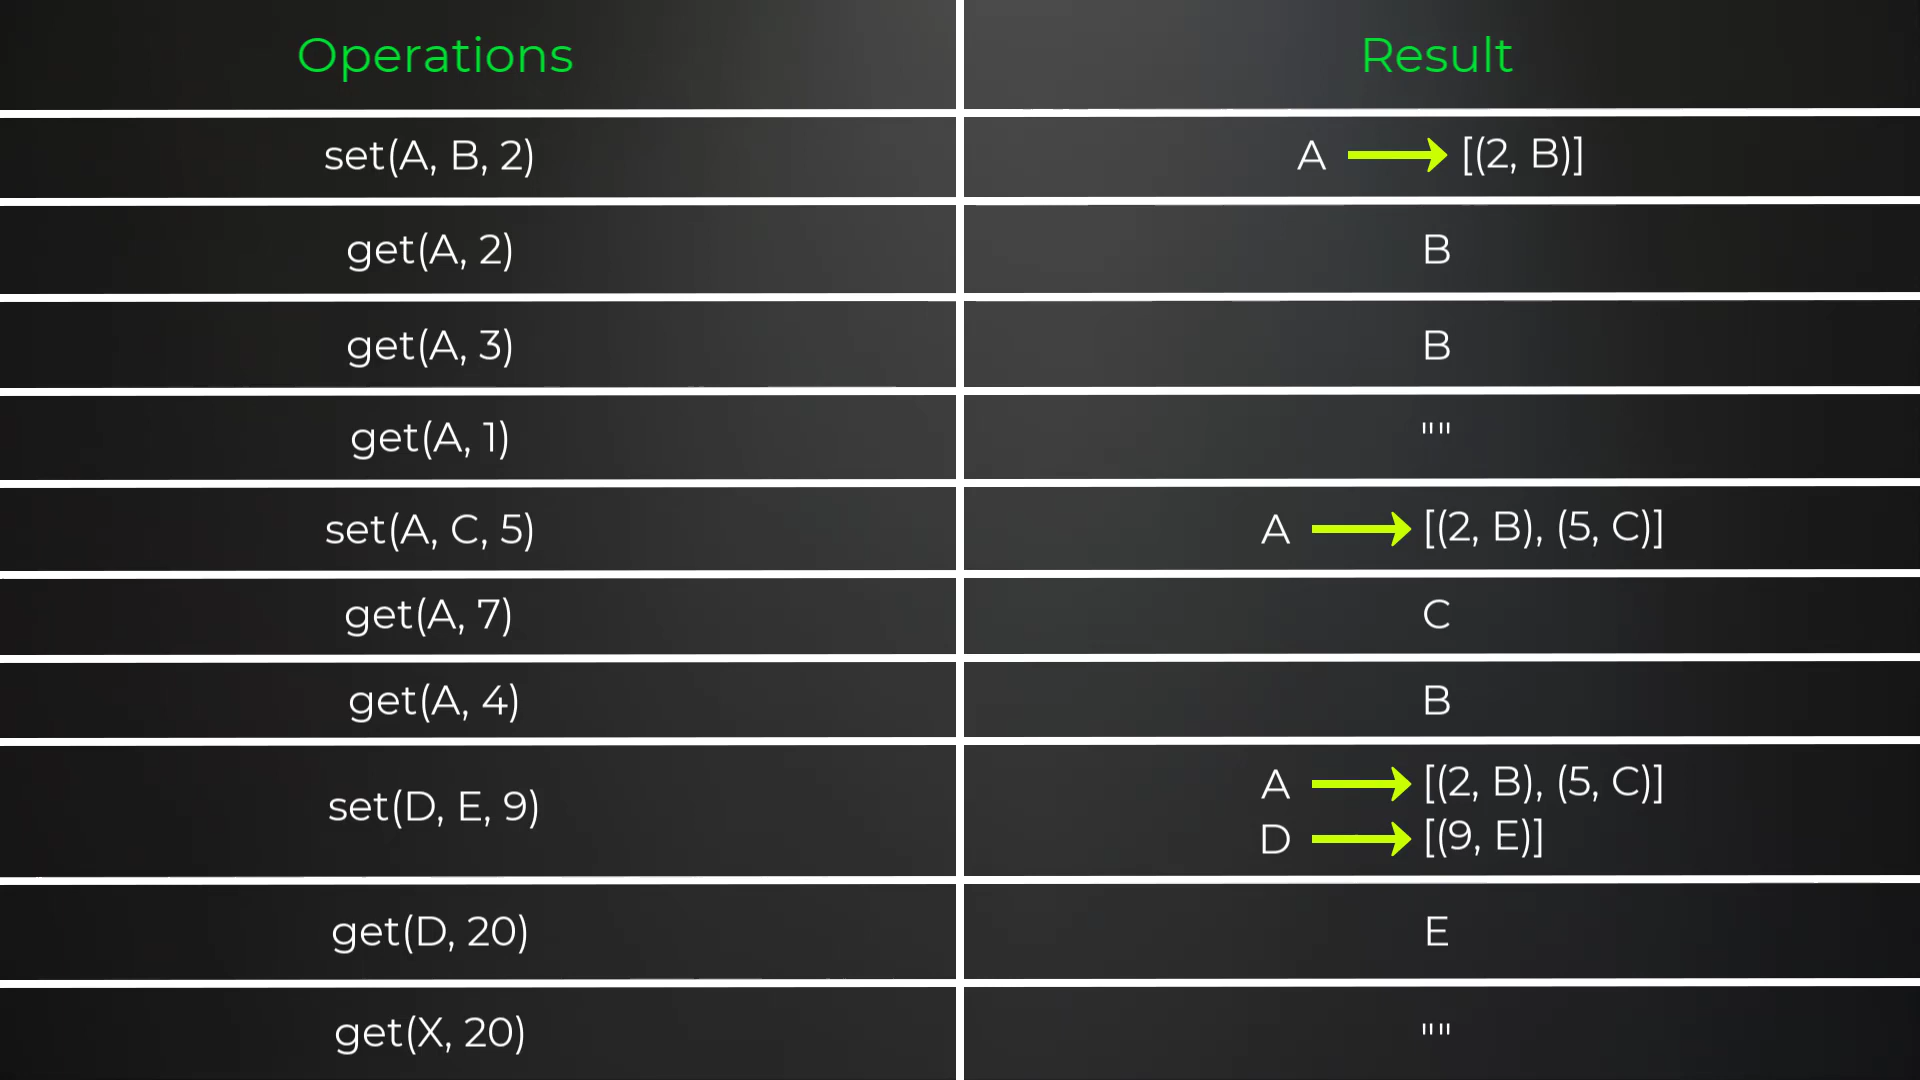 Operations Result
set(A, B, 2) A [(2, B)]
get(A, 2) B
get(A, 3) B
get(A, 1) ""
set(A, C, 5) A [(2, B), (5, C)]
get(A, 7) C
get(A, 4) B
set(D, E, 9) A [(2, B), (5, C)]
D [(9, E)]
get(D, 20) E
get(X, 20) ""